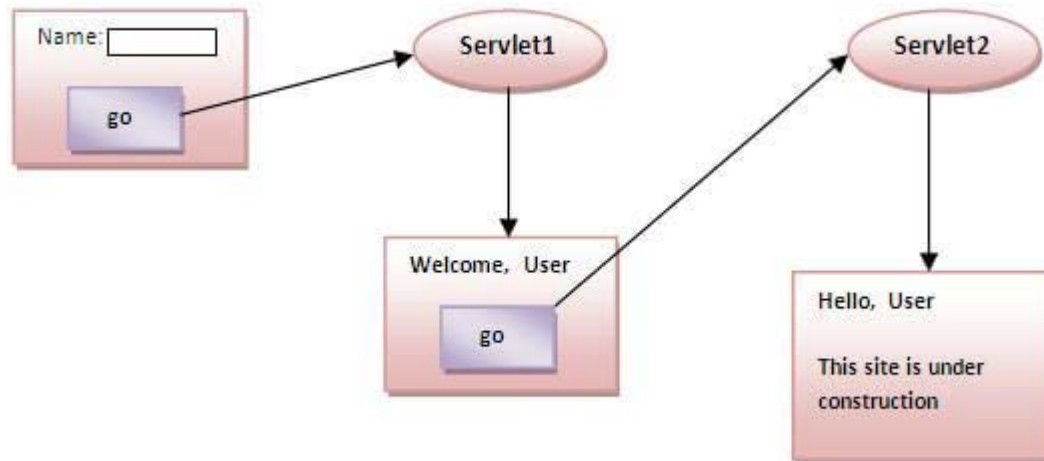 Name:
go
Servlet1
Welcome, User
go
Servlet2
Hello, User
This site is under
construction